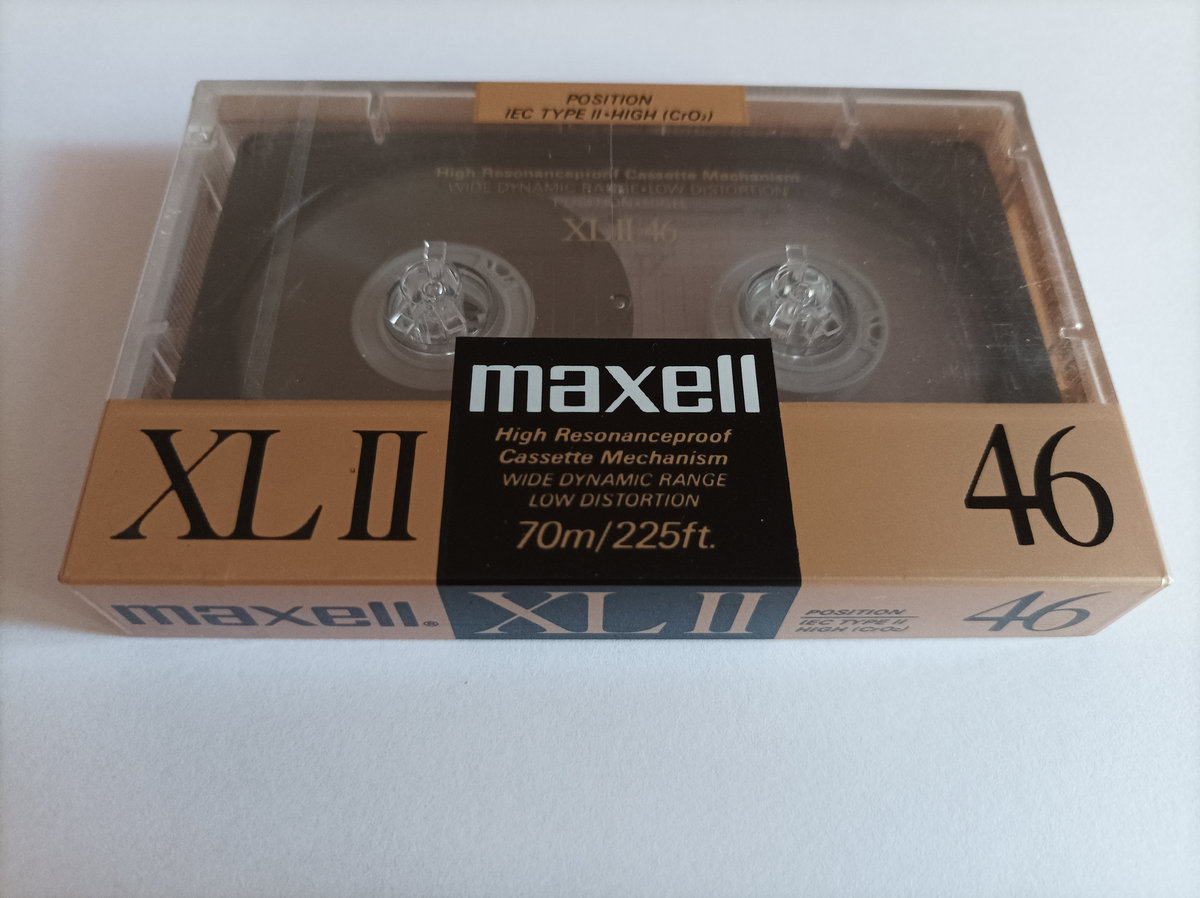 POSITION
IEC TYPE II•HIGH (CrO₂)
High Resonanceproof Cassette Mechanism
WIDE DYNAMIC RANGE•LOW DISTORTION
POSITION•HIGH
XL II 46
maxell
High Resonanceproof
Cassette Mechanism
WIDE DYNAMIC RANGE
LOW DISTORTION
70m/225ft.
XL II
46
maxell®
XL II
POSITION
IEC TYPE II
HIGH (CrO₂)
46